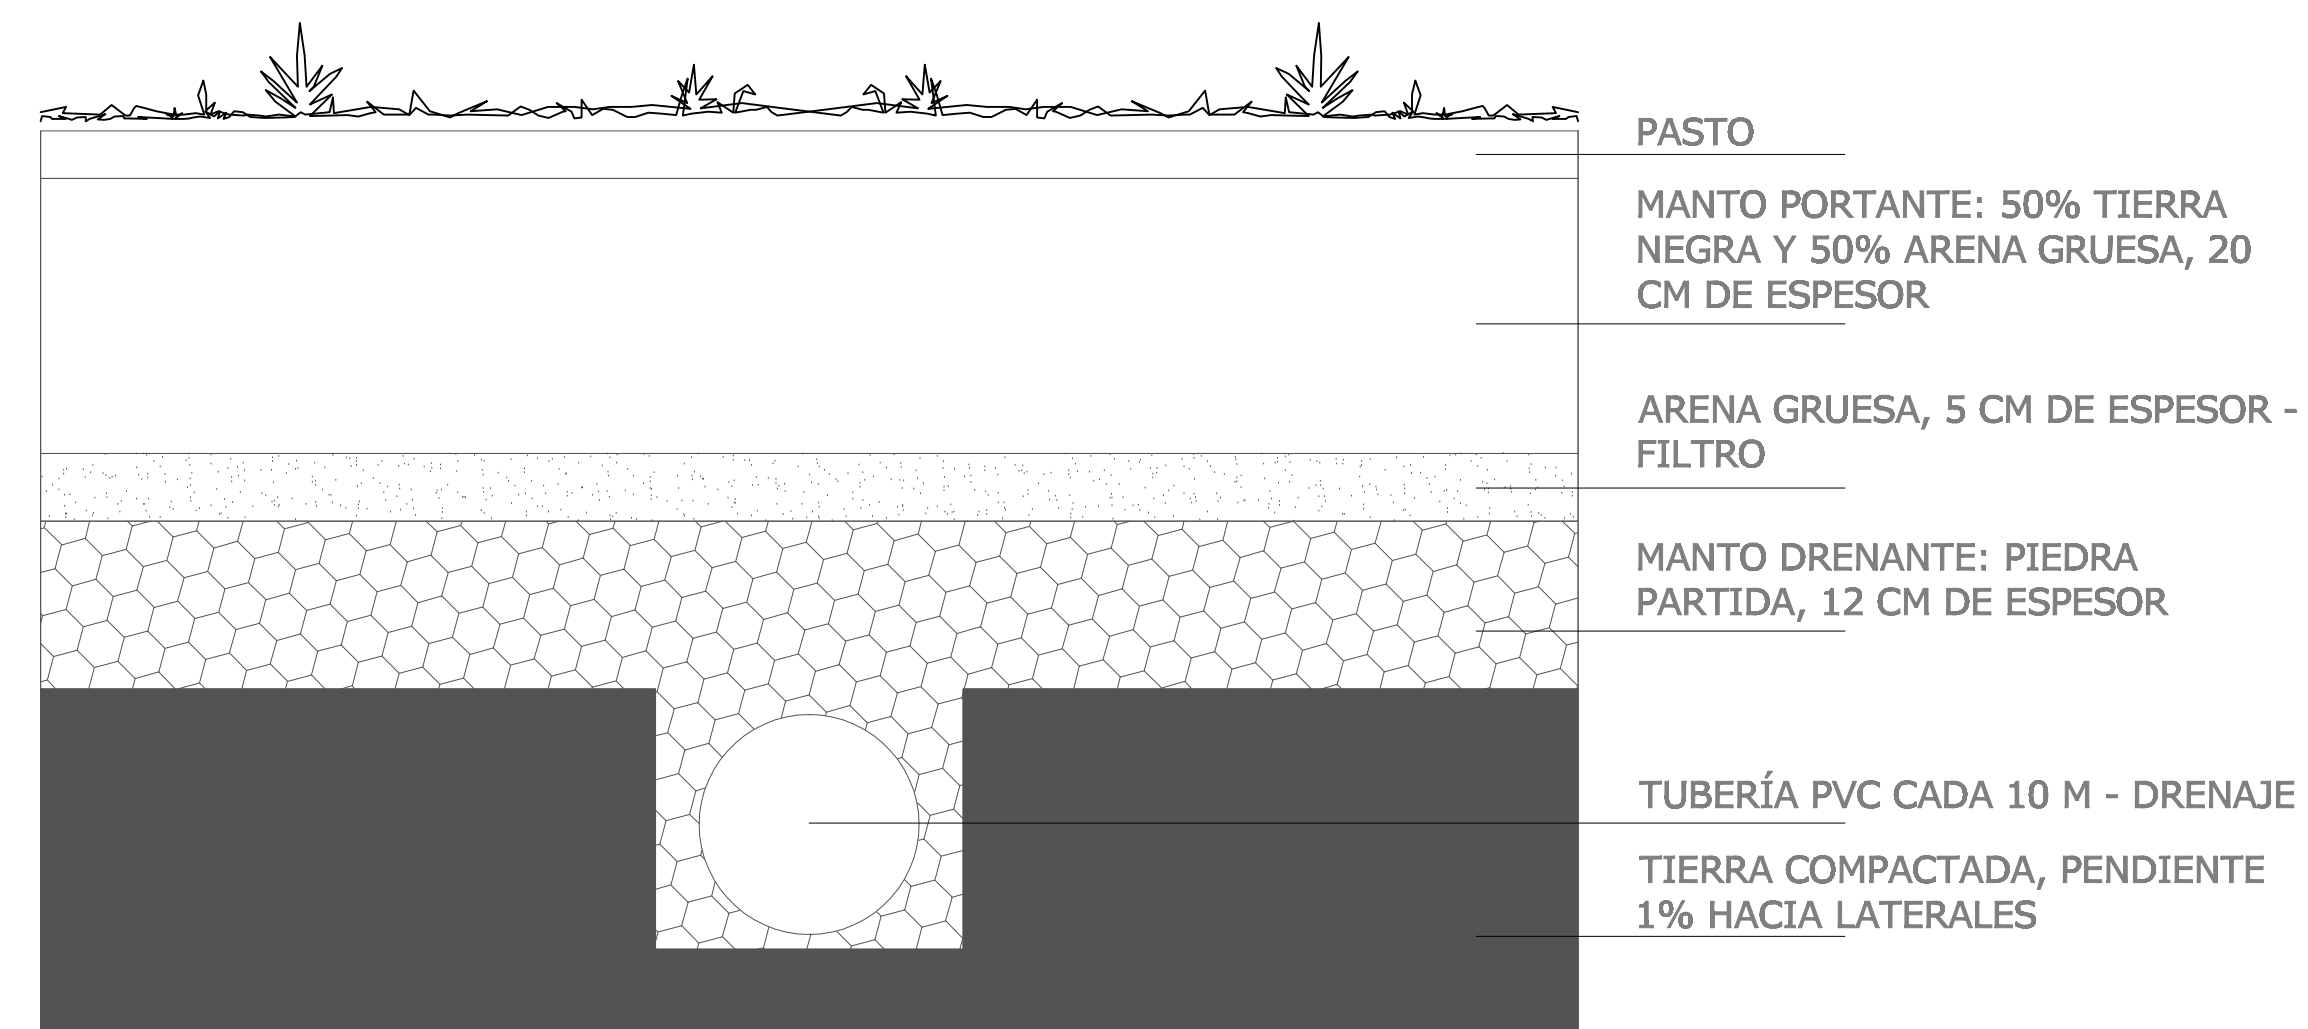 PASTO
MANTO PORTANTE: 50% TIERRA
NEGRA Y 50% ARENA GRUESA, 20
CM DE ESPESOR
ARENA GRUESA, 5 CM DE ESPESOR -
FILTRO
MANTO DRENANTE: PIEDRA
PARTIDA, 12 CM DE ESPESOR
TUBERÍA PVC CADA 10 M - DRENAJE
TIERRA COMPACTADA, PENDIENTE
1% HACIA LATERALES